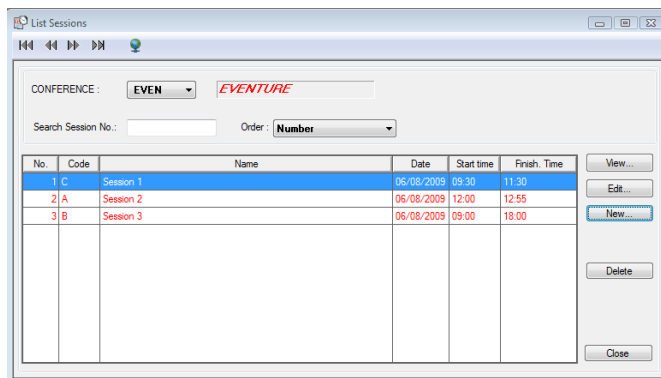 List Sessions
CONFERENCE : EVEN EVENTURE
Search Session No.: Order : Number
No. Code Name Date Start time Finish. Time View...
1 C Session 1 06/08/2009 09:30 11:30 Edit...
2 A Session 2 06/08/2009 12:00 12:55
3 B Session 3 06/08/2009 09:00 18:00 New...
Delete
Close